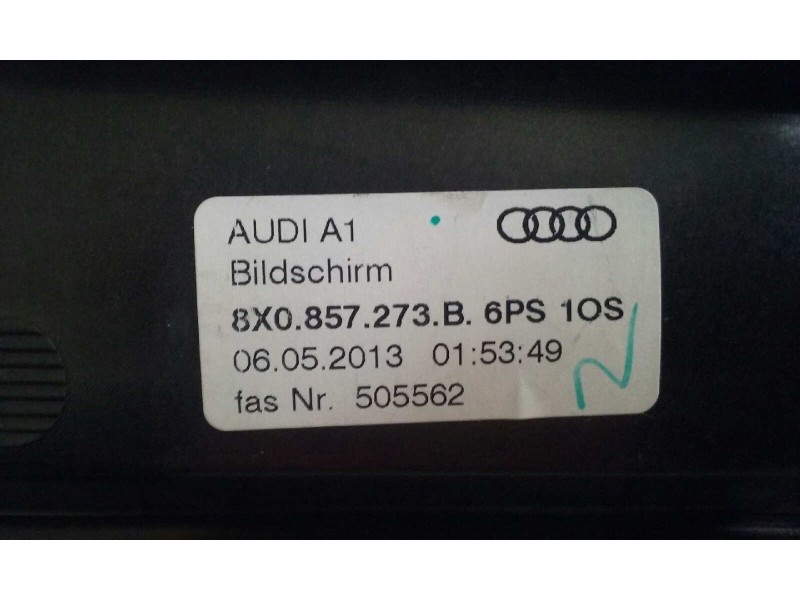 AUDI A1
Bildschirm
8X0.857.273.B. 6PS 1OS
06.05.2013 01:53:49
fas Nr. 505562